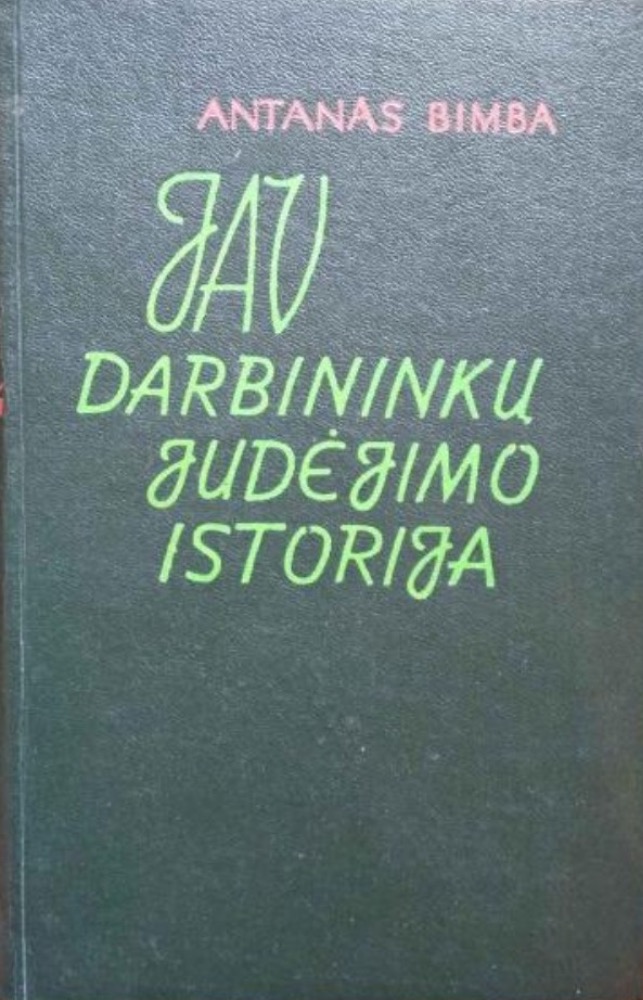 ANTANAS BIMBA
JAV
DARBININKŲ
JUDĖJIMO
ISTORIJA